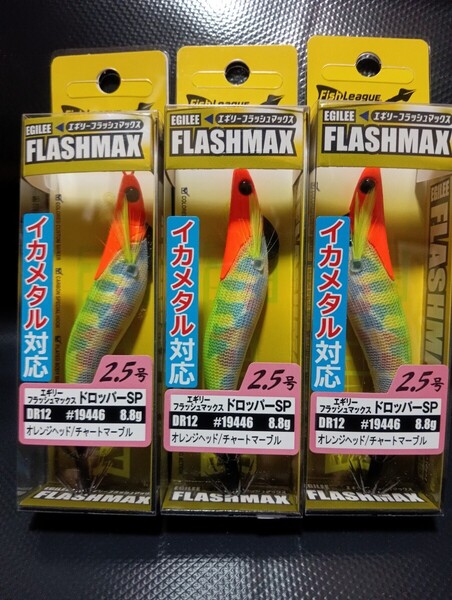 EGILEE エギーフラッシュマックス
FLASHMAX
イカメタル対応
2.5号
エギリー
フラッシュマックス ドロッパーSP
DR12 #19446 8.8g
オレンジヘッド/チャートマーブル
EGILEE
FLASHMAX
FishLeague
EGILEE エギリーフラッシュマックス
FLASHMAX
イカメタル対応
2.5号
エギリー
フラッシュマックス ドロッパーSP
DR12 #19446 8.8g
オレンジヘッド/チャートマーブル
EGILEE
FLASHMAX
FishLeague
EGILEE エギリーフラッシュマックス
FLASHMAX
イカメタル対応
2.5号
エギリー
フラッシュマックス ドロッパーSP
DR12 #19446 8.8g
オレンジヘッド/チャートマーブル
EGILEE
FLASHMAX